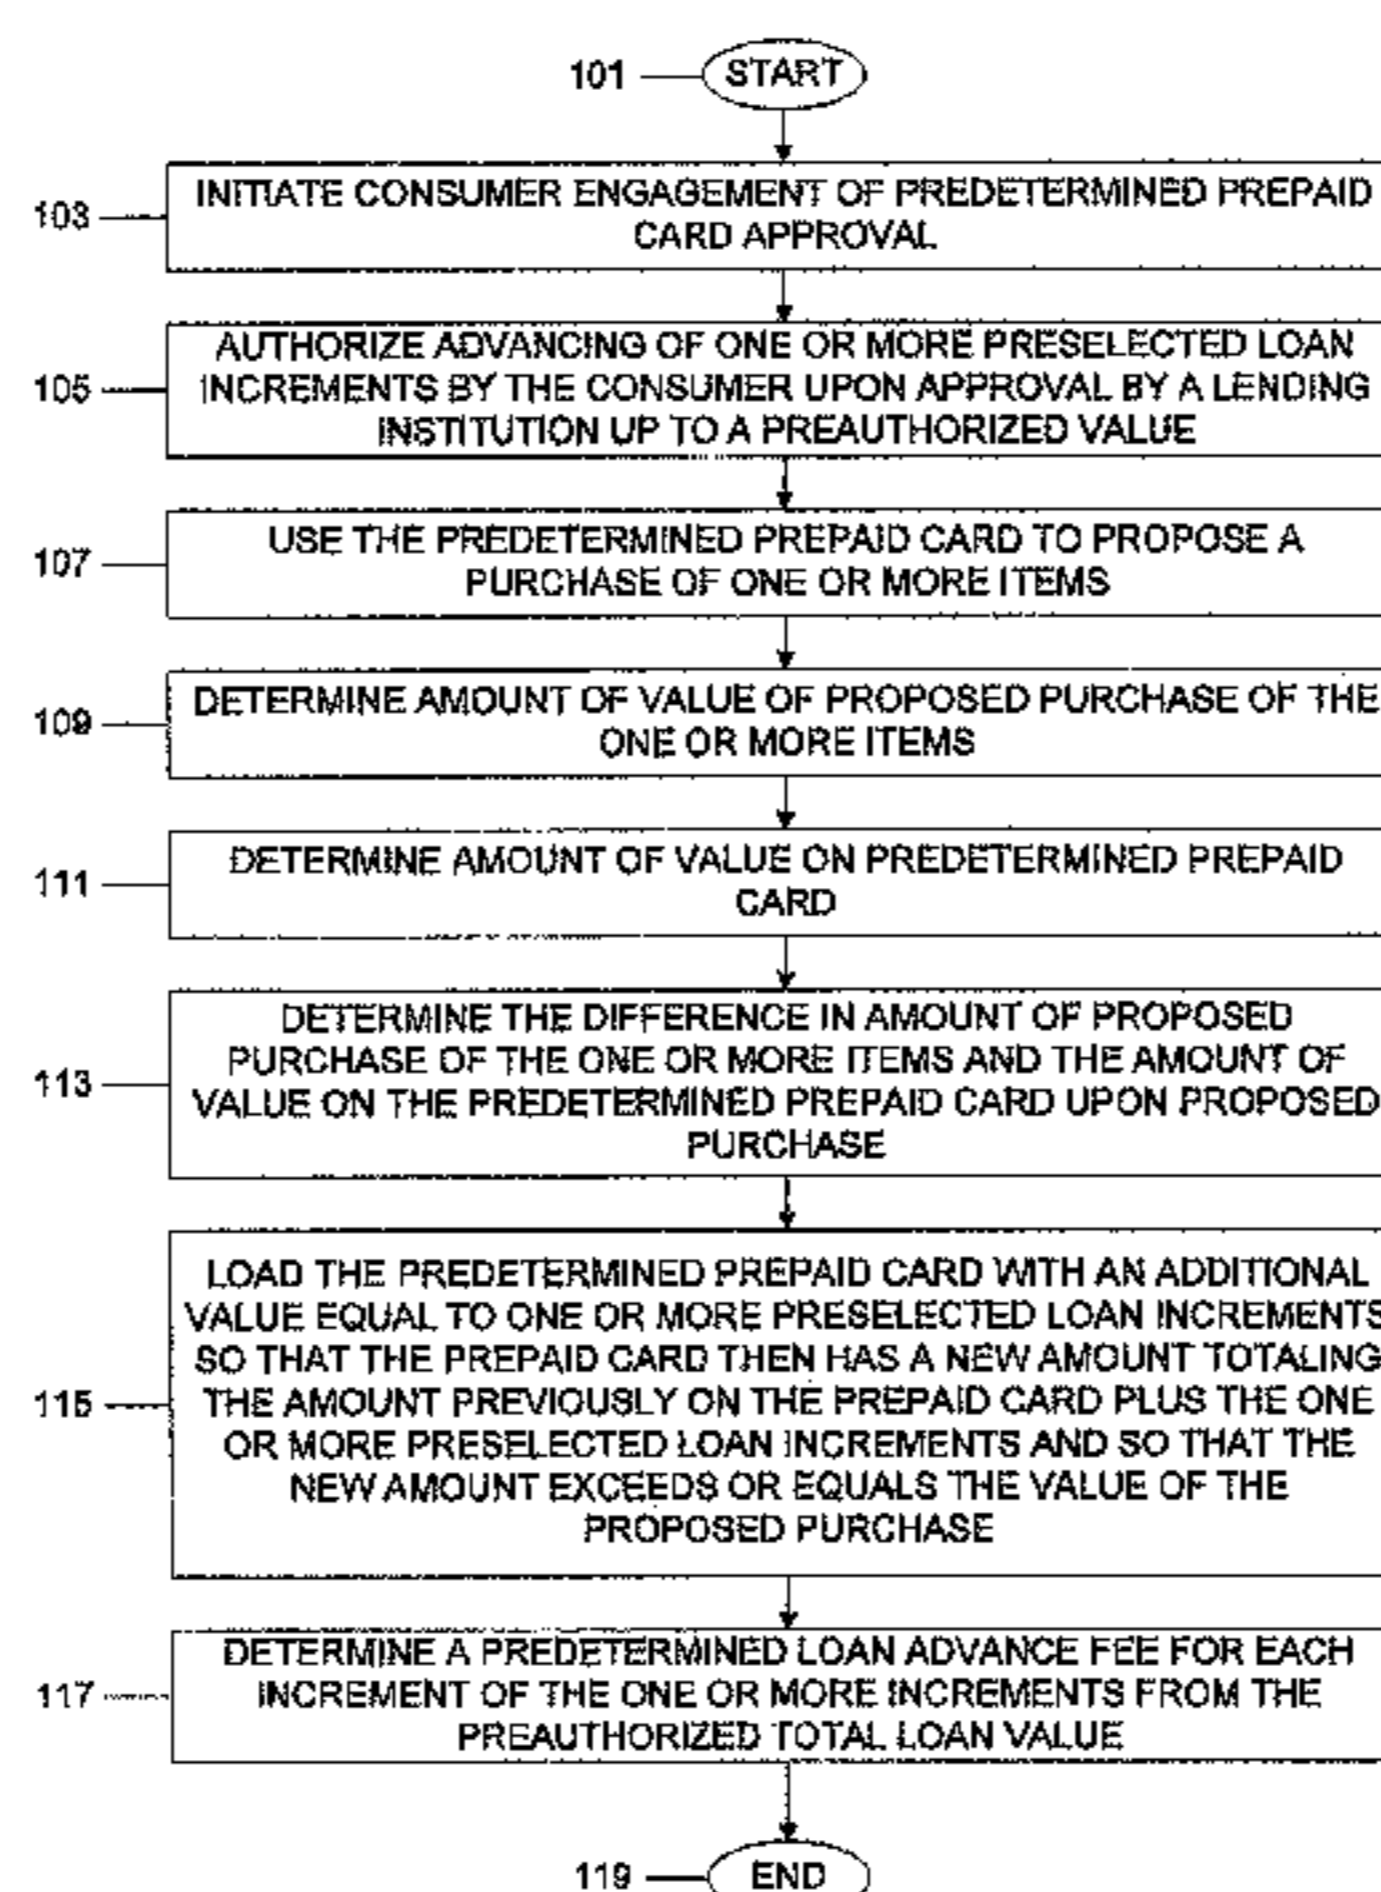 101 START
103 INITIATE CONSUMER ENGAGEMENT OF PREDETERMINED PREPAID
CARD APPROVAL
AUTHORIZE ADVANCING OF ONE OR MORE PRESELECTED LOAN
105 INCREMENTS BY THE CONSUMER UPON APPROVAL BY A LENDING
INSTITUTION UP TO A PREAUTHORIZED VALUE
107 USE THE PREDETERMINED PREPAID CARD TO PROPOSE A
PURCHASE OF ONE OR MORE ITEMS
109 DETERMINE AMOUNT OF VALUE OF PROPOSED PURCHASE OF THE
ONE OR MORE ITEMS
111 DETERMINE AMOUNT OF VALUE ON PREDETERMINED PREPAID
CARD
DETERMINE THE DIFFERENCE IN AMOUNT OF PROPOSED
PURCHASE OF THE ONE OR MORE ITEMS AND THE AMOUNT OF
113 VALUE ON THE PREDETERMINED PREPAID CARD UPON PROPOSED
PURCHASE
LOAD THE PREDETERMINED PREPAID CARD WITH AN ADDITIONAL
VALUE EQUAL TO ONE OR MORE PRESELECTED LOAN INCREMENTS
SO THAT THE PREPAID CARD THEN HAS A NEW AMOUNT TOTALING
115 THE AMOUNT PREVIOUSLY ON THE PREPAID CARD PLUS THE ONE
OR MORE PRESELECTED LOAN INCREMENTS AND SO THAT THE
NEW AMOUNT EXCEEDS OR EQUALS THE VALUE OF THE
PROPOSED PURCHASE
DETERMINE A PREDETERMINED LOAN ADVANCE FEE FOR EACH
117 INCREMENT OF THE ONE OR MORE INCREMENTS FROM THE
PREAUTHORIZED TOTAL LOAN VALUE
119 END